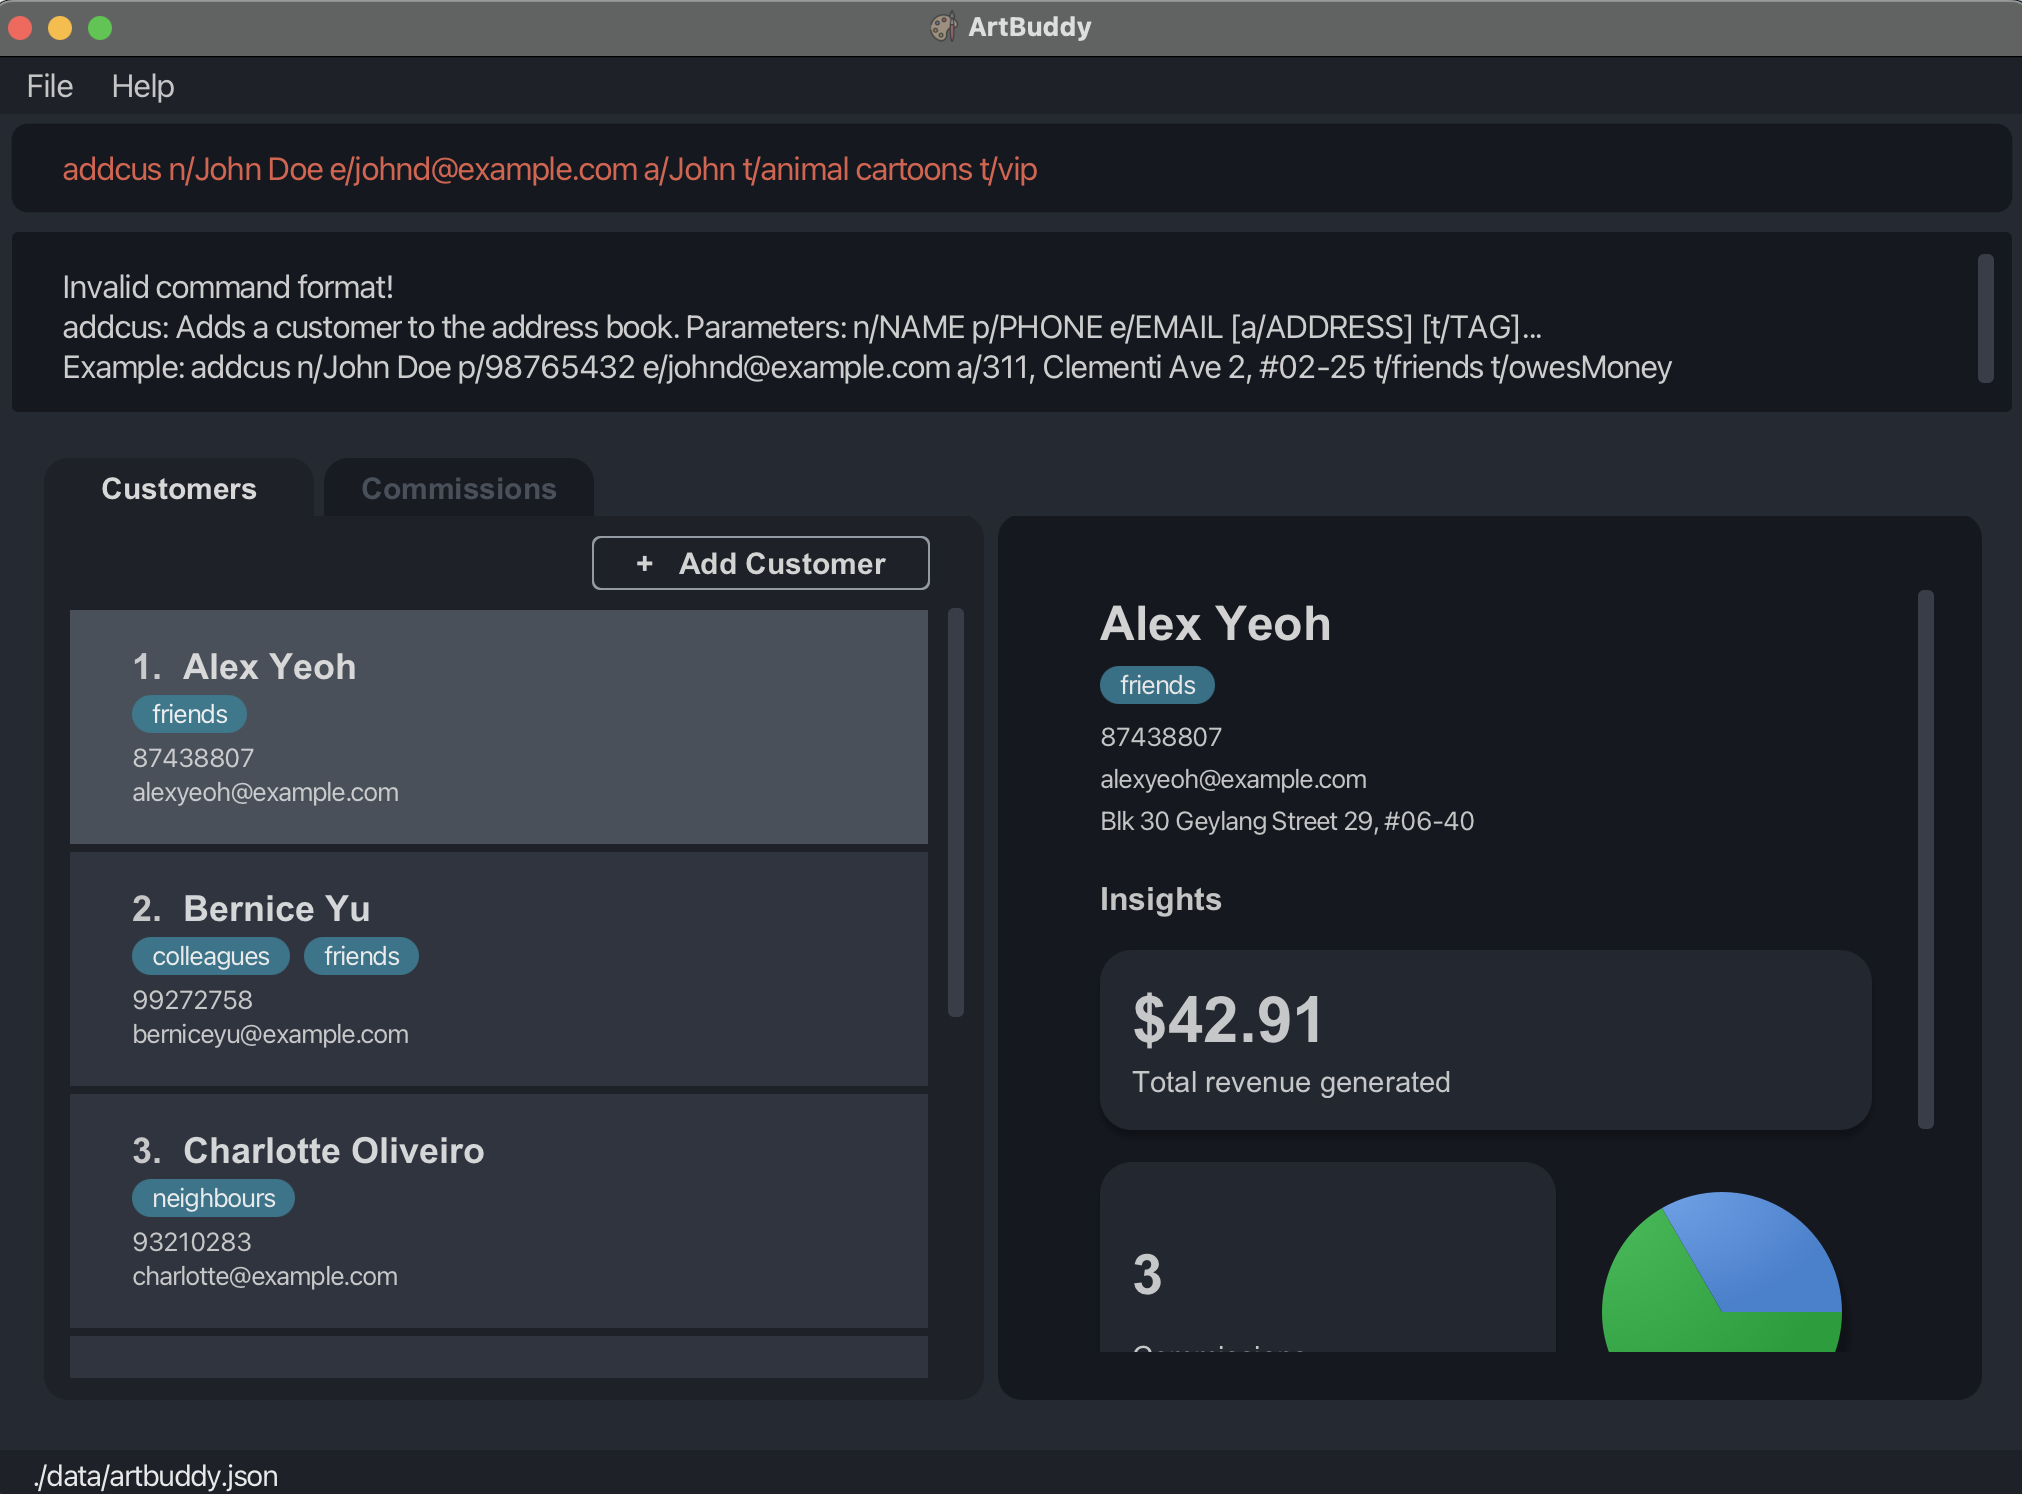 ArtBuddy
File Help
addcus n/John Doe e/johnd@example.com a/John t/animal cartoons t/vip
Invalid command format!
addcus: Adds a customer to the address book. Parameters: n/NAME p/PHONE e/EMAIL [a/ADDRESS] [t/TAG]...
Example: addcus n/John Doe p/98765432 e/johnd@example.com a/311, Clementi Ave 2, #02-25 t/friends t/owesMoney
Customers Commissions
+ Add Customer
1. Alex Yeoh
friends
87438807
alexyeoh@example.com
2. Bernice Yu
colleagues friends
99272758
berniceyu@example.com
3. Charlotte Oliveiro
neighbours
93210283
charlotte@example.com
Alex Yeoh
friends
87438807
alexyeoh@example.com
Blk 30 Geylang Street 29, #06-40
Insights
$42.91
Total revenue generated
3
./data/artbuddy.json